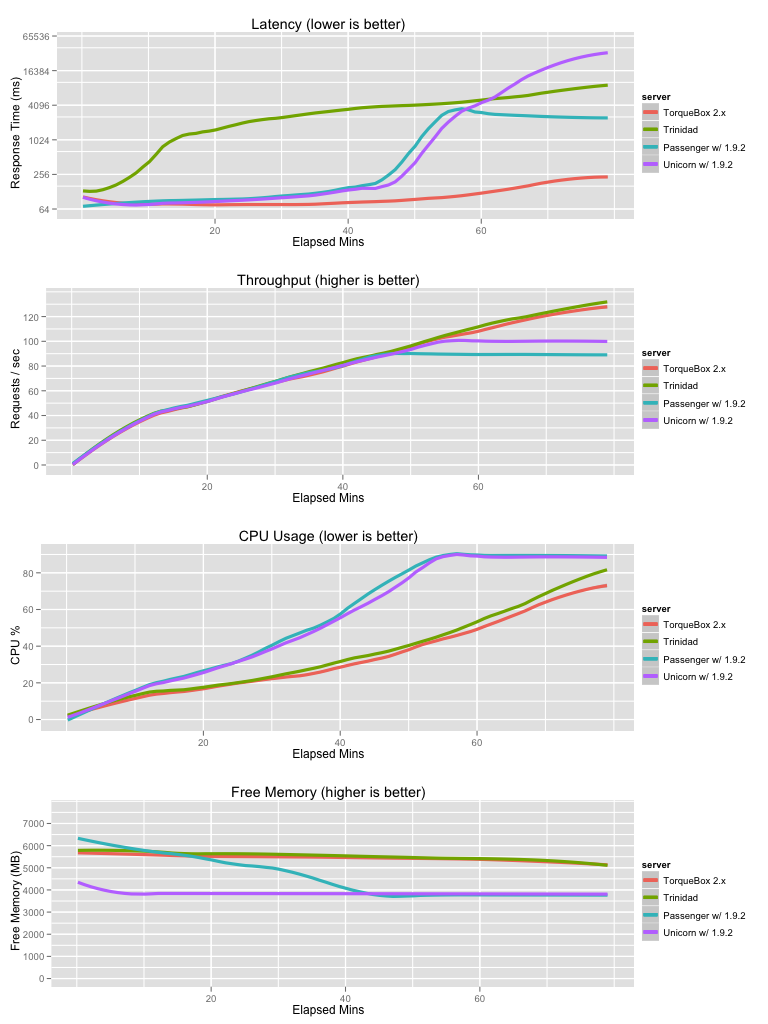 Latency (lower is better)
65536
16384
4096
1024
256
64
Response Time (ms)
20
40
60
Elapsed Mins
server
TorqueBox 2.x
Trinidad
Passenger w/ 1.9.2
Unicorn w/ 1.9.2
Throughput (higher is better)
120
100
80
60
40
20
0
Requests / sec
20
40
60
Elapsed Mins
server
TorqueBox 2.x
Trinidad
Passenger w/ 1.9.2
Unicorn w/ 1.9.2
CPU Usage (lower is better)
80
60
40
20
0
CPU %
20
40
60
Elapsed Mins
server
TorqueBox 2.x
Trinidad
Passenger w/ 1.9.2
Unicorn w/ 1.9.2
Free Memory (higher is better)
7000
6000
5000
4000
3000
2000
1000
0
Free Memory (MB)
20
40
60
Elapsed Mins
server
TorqueBox 2.x
Trinidad
Passenger w/ 1.9.2
Unicorn w/ 1.9.2